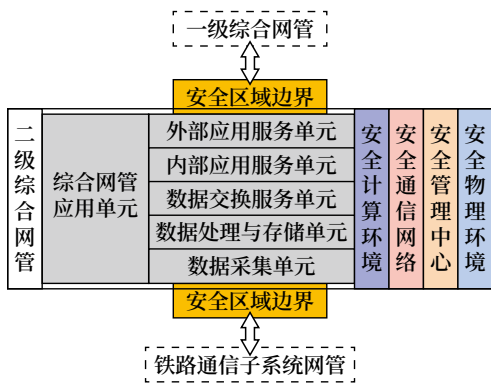 一级综合网管
安全区域边界
二级综合网管
综合网管
应用单元
外部应用服务单元
内部应用服务单元
数据交换服务单元
数据处理与存储单元
数据采集单元
安全计算环境
安全通信网络
安全管理中心
安全物理环境
安全区域边界
铁路通信子系统网管